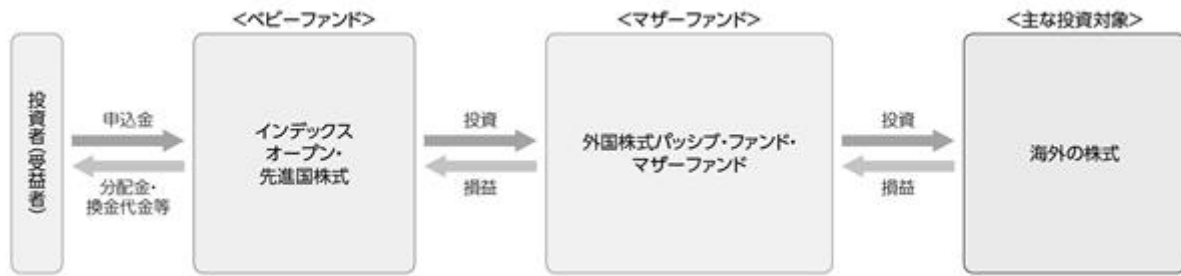 <ベビーファンド>
<マザーファンド>
<主な投資対象>
投資者(受益者)
申込金
分配金・
換金代金等
インデックス
オープン・
先進国株式
投資
損益
外国株式パッシブ・ファンド・
マザーファンド
投資
損益
海外の株式